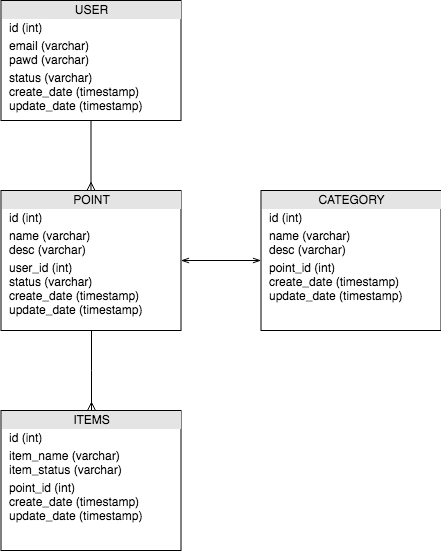 USER
id (int)
email (varchar)
pawd (varchar)
status (varchar)
create_date (timestamp)
update_date (timestamp)
POINT
id (int)
name (varchar)
desc (varchar)
user_id (int)
status (varchar)
create_date (timestamp)
update_date (timestamp)
CATEGORY
id (int)
name (varchar)
desc (varchar)
point_id (int)
create_date (timestamp)
update_date (timestamp)
ITEMS
id (int)
item_name (varchar)
item_status (varchar)
point_id (int)
create_date (timestamp)
update_date (timestamp)